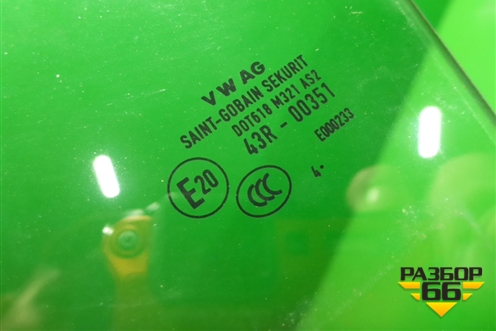 VW AG
SAINT-GOBAIN SEKURIT
DOT618 M321 AS2
43R - 00351
E000233
E20
CCC
4•
РАЗБОР
66